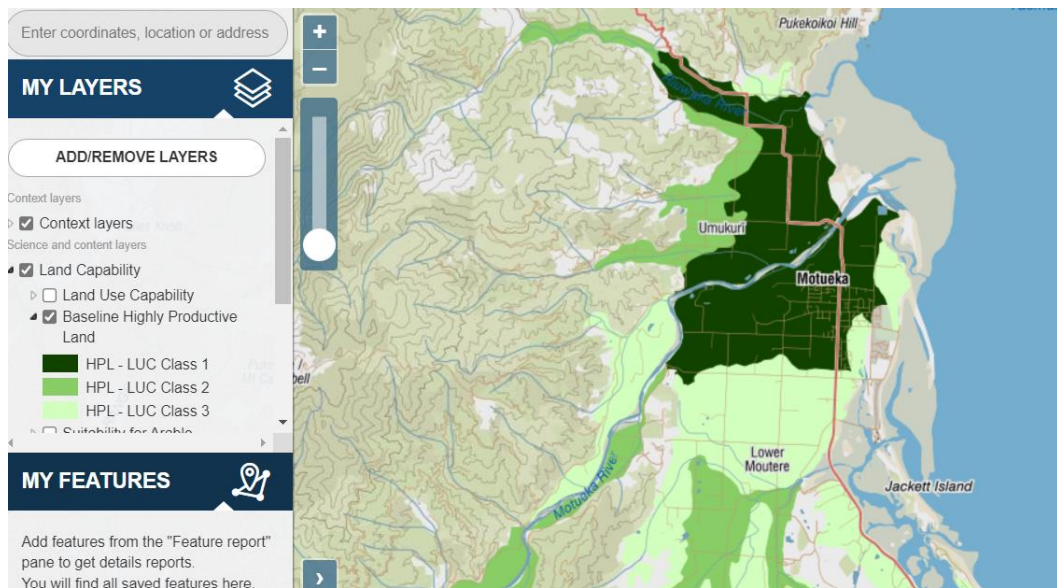 Enter coordinates, location or address
MY LAYERS
ADD/REMOVE LAYERS
Context layers
Context layers
Science and content layers
Land Capability
Land Use Capability
Baseline Highly Productive
Land
HPL - LUC Class 1
HPL - LUC Class 2
HPL - LUC Class 3
MY FEATURES
Add features from the "Feature report"
pane to get details reports.
You will find all saved features here.
+
−
›
Pukekoikoi Hill
Riuwaka River
Umukuri
Motueka
Lower
Moutere
Motueka River
Jackett Island